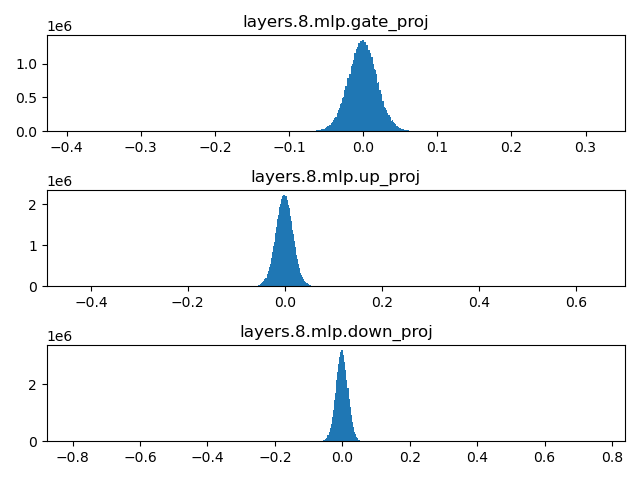 layers.8.mlp.gate_proj
1e6
1.0
0.5
0.0
−0.4 −0.3 −0.2 −0.1 0.0 0.1 0.2 0.3
layers.8.mlp.up_proj
1e6
2
1
0
−0.4 −0.2 0.0 0.2 0.4 0.6
layers.8.mlp.down_proj
1e6
2
0
−0.8 −0.6 −0.4 −0.2 0.0 0.2 0.4 0.6 0.8